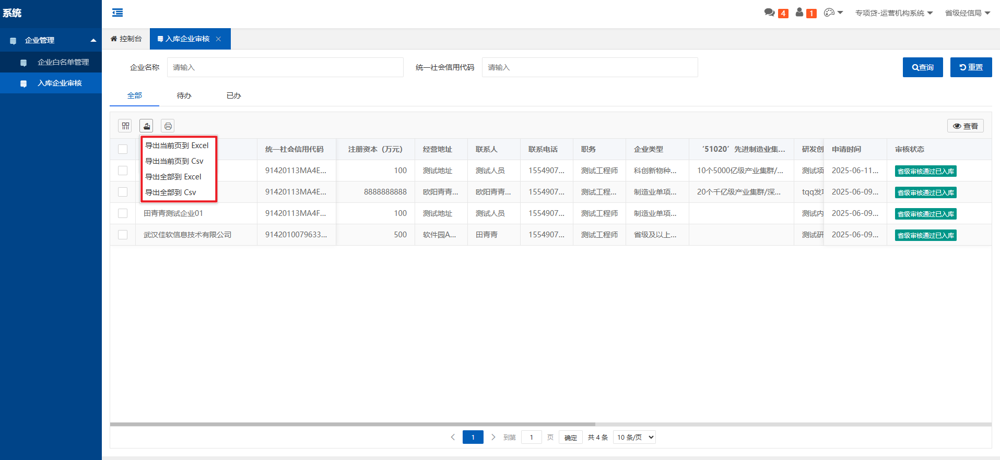 系统
4
1
专项贷-运营机构系统
省级经信局
企业管理
企业白名单管理
入库企业审核
控制台
入库企业审核
企业名称
请输入
统一社会信用代码
请输入
查询
重置
全部
待办
已办
查看
导出当前页到 Excel
导出当前页到 Csv
导出全部到 Excel
导出全部到 Csv
统一社会信用代码 注册资本（万元） 经营地址 联系人 联系电话 职务 企业类型 ‘51020’先进制造业集... 研发创 申请时间 审核状态
91420113MA4E... 100 测试地址 测试人员 1554907... 测试工程师 科创新物种... 10个5000亿级产业集群/... 测试项 2025-06-11... 省级审核通过已入库
91420113MA4E... 8888888888 欧阳青青... 欧阳青青... 1554907... 测试工程... 制造业单项... 20个千亿级产业集群/深... tqq发项 2025-06-09... 省级审核通过已入库
田青青测试企业01 91420113MA4F... 100 测试地址 测试人员 1554907... 测试工程师 制造业单项... 测试内 2025-06-09... 省级审核通过已入库
武汉佳软信息技术有限公司 9142010079633... 500 软件园A... 田青青 1554907... 测试工程师 省级及以上... 测试研 2025-06-09... 省级审核通过已入库
1 到第 1 页 确定 共 4 条 10 条/页